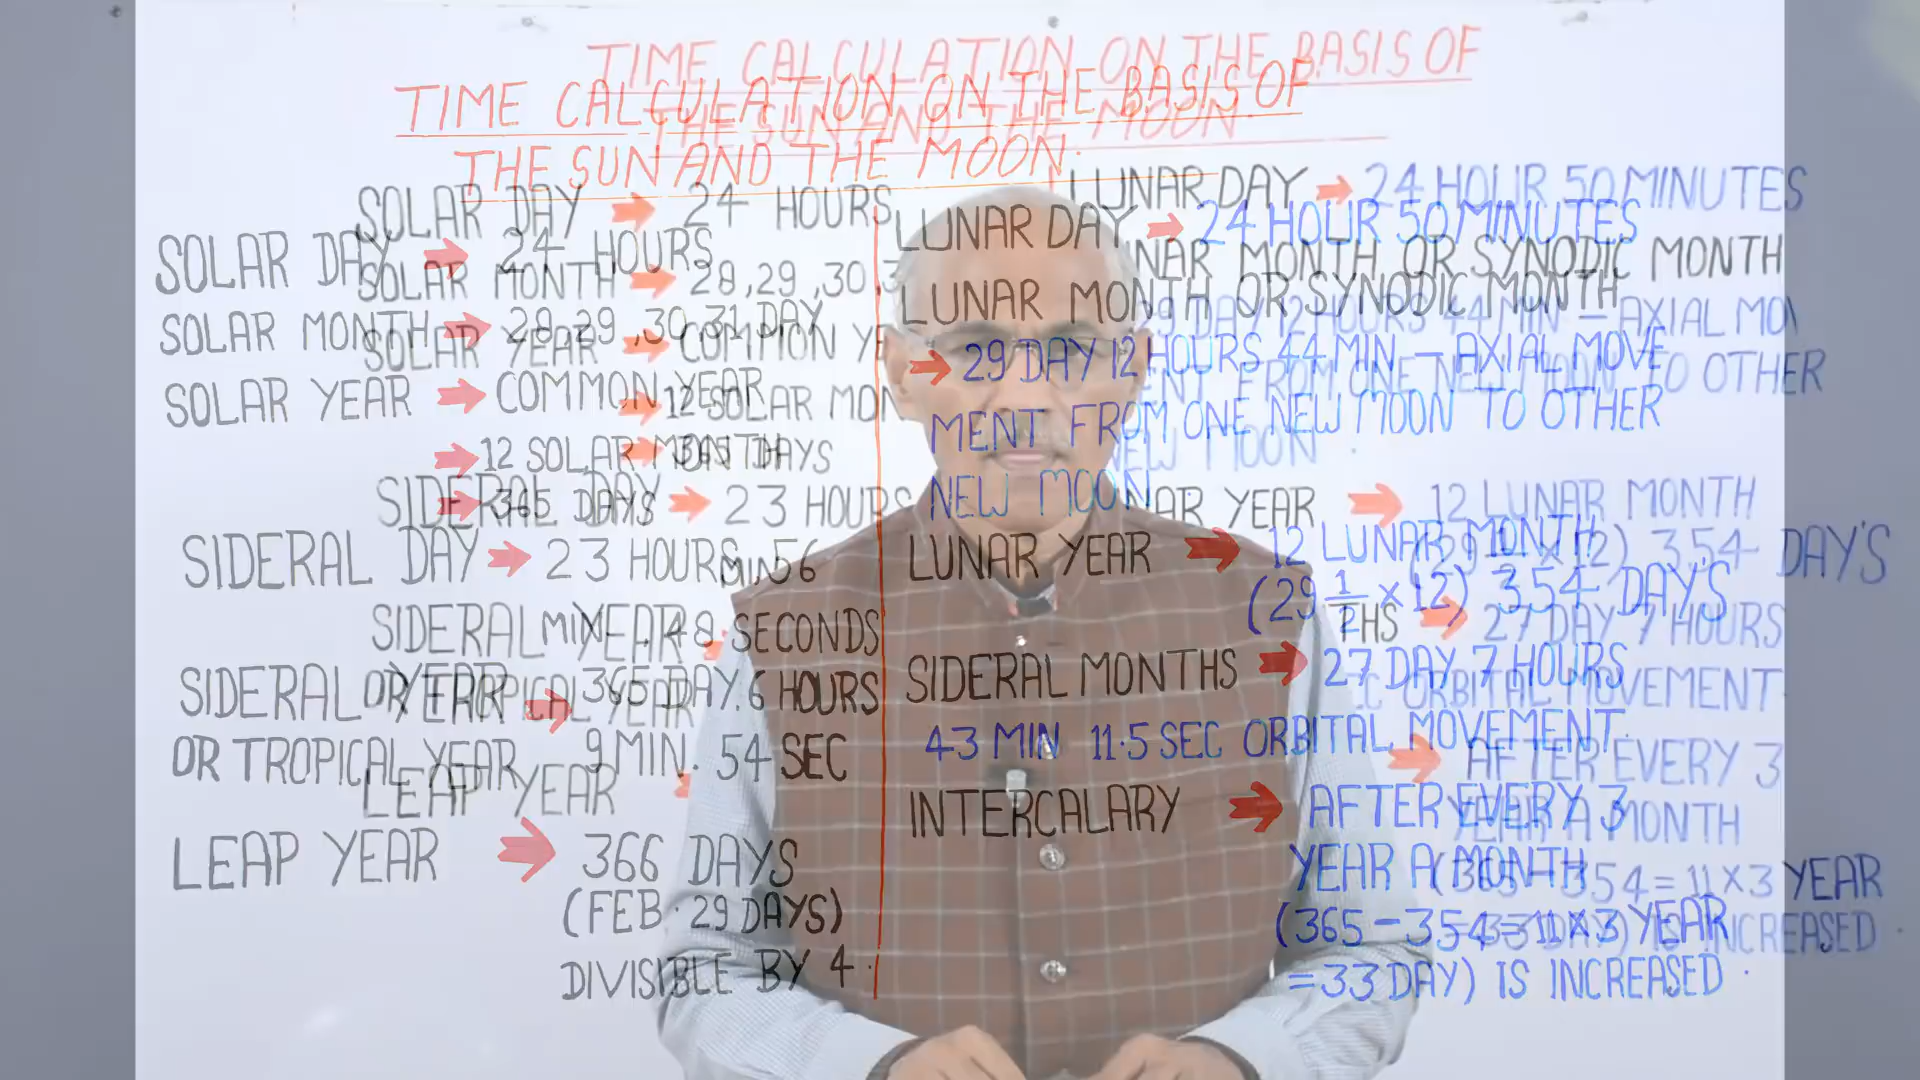 TIME CALCULATION ON THE BASIS OF
THE SUN AND THE MOON.
SOLAR DAY → 24 HOURS
SOLAR MONTH → 28,29,30,31 DAY
SOLAR YEAR → COMMON YEAR
→ 12 SOLAR MONTH
→ 365 DAYS
SIDERAL DAY → 23 HOURS 56
MIN. 48 SECONDS
SIDERAL YEAR → 365 DAY 6 HOURS
OR TROPICAL YEAR 9 MIN. 54 SEC
LEAP YEAR → 366 DAYS
(FEB. 29 DAYS)
DIVISIBLE BY 4.
LUNAR DAY → 24 HOUR 50 MINUTES
LUNAR MONTH OR SYNODIC MONTH
→ 29 DAY 12 HOURS 44 MIN – AXIAL MOVE
MENT FROM ONE NEW MOON TO OTHER
NEW MOON
LUNAR YEAR → 12 LUNAR MONTH
(29 1/2 × 12) 354 DAY'S
SIDERAL MONTHS → 27 DAY 7 HOURS
43 MIN 11.5 SEC ORBITAL MOVEMENT.
INTERCALARY → AFTER EVERY 3
YEAR A MONTH
(365 – 354 = 11 × 3 YEAR
= 33 DAY) IS INCREASED.